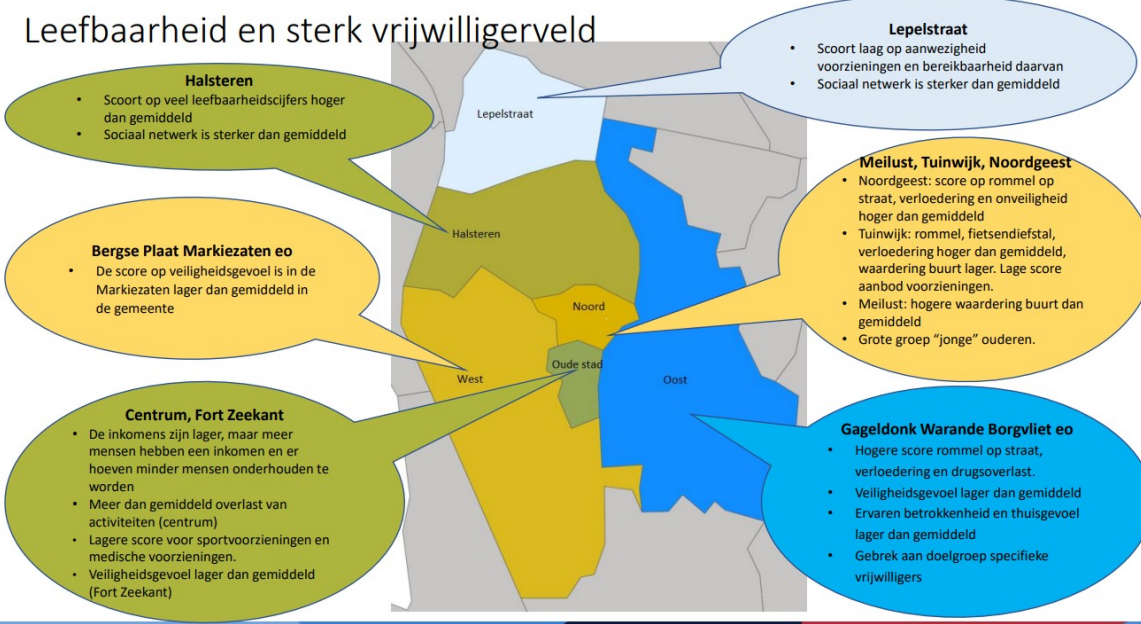 Leefbaarheid en sterk vrijwilligerveld
Halsteren
• Scoort op veel leefbaarheidscijfers hoger
dan gemiddeld
• Sociaal netwerk is sterker dan gemiddeld
Lepelstraat
• Scoort laag op aanwezigheid
voorzieningen en bereikbaarheid daarvan
• Sociaal netwerk is sterker dan gemiddeld
Bergse Plaat Markiezaten eo
• De score op veiligheidsgevoel is in de
Markiezaten lager dan gemiddeld in
de gemeente
Meilust, Tuinwijk, Noordgeest
• Noordgeest: score op rommel op
straat, verloedering en onveiligheid
hoger dan gemiddeld
• Tuinwijk: rommel, fietsendiefstal,
verloedering hoger dan gemiddeld,
waardering buurt lager. Lage score
aanbod voorzieningen.
• Meilust: hogere waardering buurt dan
gemiddeld
• Grote groep “jonge” ouderen.
Centrum, Fort Zeekant
• De inkomens zijn lager, maar meer
mensen hebben een inkomen en er
hoeven minder mensen onderhouden te
worden
• Meer dan gemiddeld overlast van
activiteiten (centrum)
• Lagere score voor sportvoorzieningen en
medische voorzieningen.
• Veiligheidsgevoel lager dan gemiddeld
(Fort Zeekant)
Gageldonk Warande Borgvliet eo
• Hogere score rommel op straat,
verloedering en drugsoverlast.
• Veiligheidsgevoel lager dan gemiddeld
• Ervaren betrokkenheid en thuisgevoel
lager dan gemiddeld
• Gebrek aan doelgroep specifieke
vrijwilligers
Lepelstraat
Halsteren
Noord
Oude stad
West
Oost